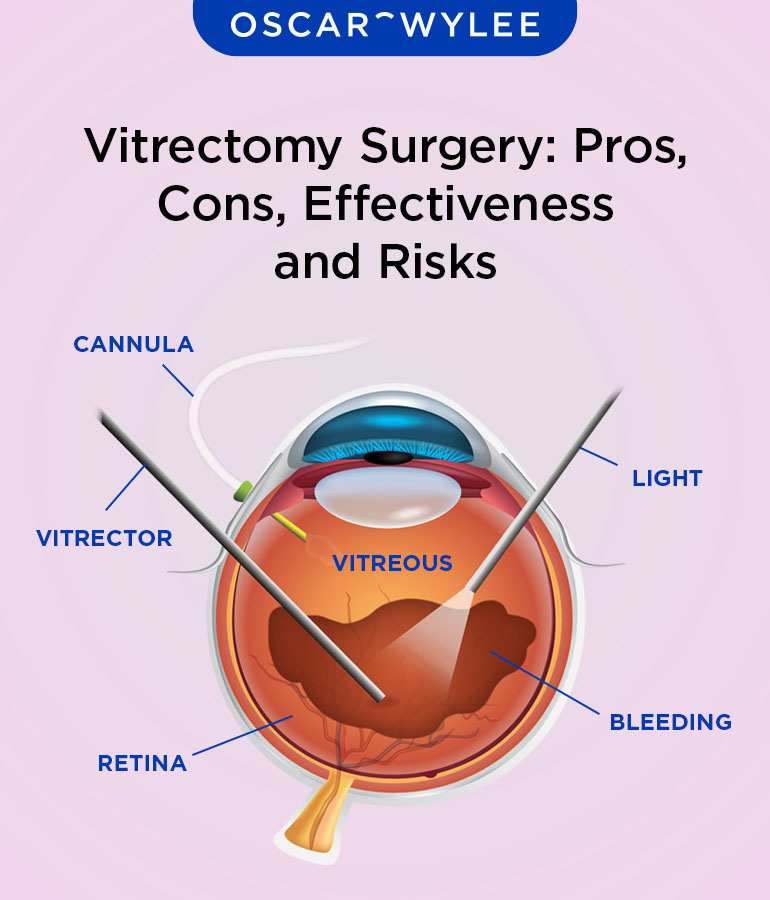 OSCAR WYLEE
Vitrectomy Surgery: Pros,
Cons, Effectiveness
and Risks
CANNULA
LIGHT
VITRECTOR
VITREOUS
BLEEDING
RETINA